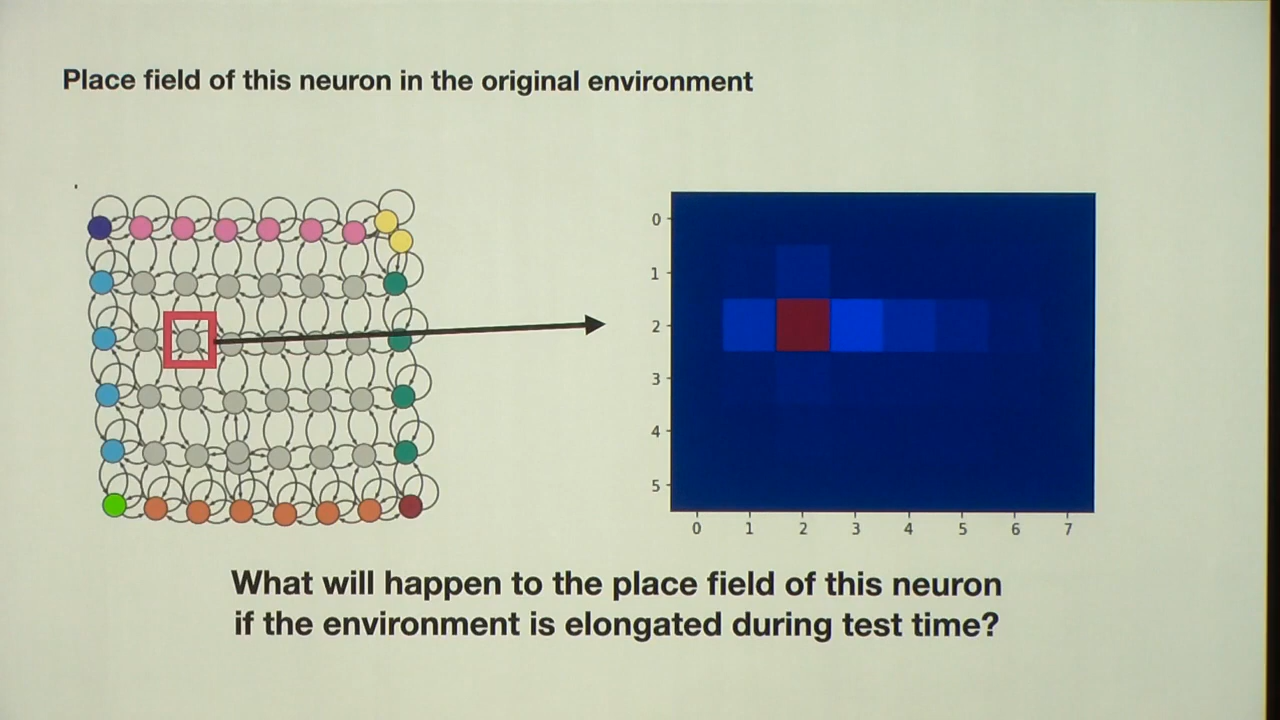 Place field of this neuron in the original environment
0
1
2
3
4
5
0 1 2 3 4 5 6 7
What will happen to the place field of this neuron
if the environment is elongated during test time?